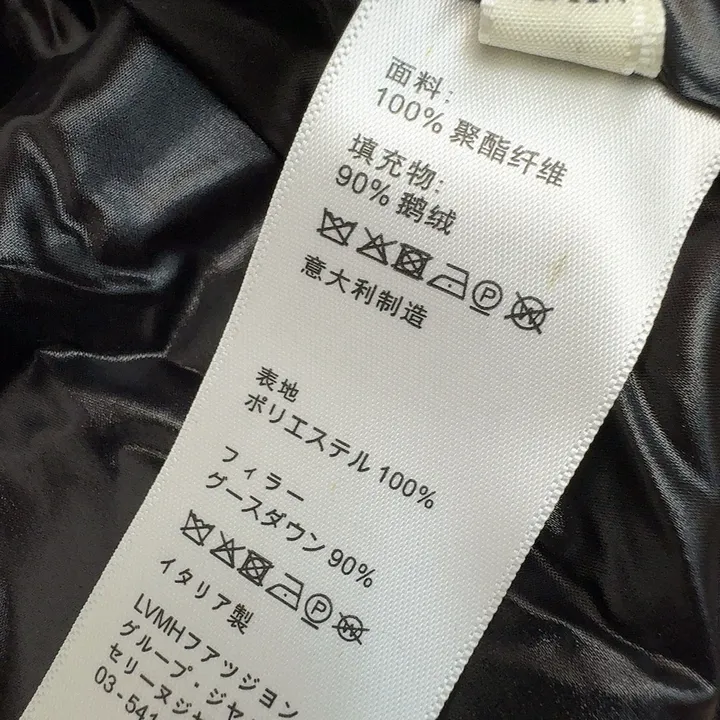 面料:
100% 聚酯纤维
填充物:
90% 鹅绒
意大利制造
表地
ポリエステル 100%
フィラー
グースダウン 90%
イタリア製
LVMHファッション
グループ・ジャ
セリーヌジャ
03-541